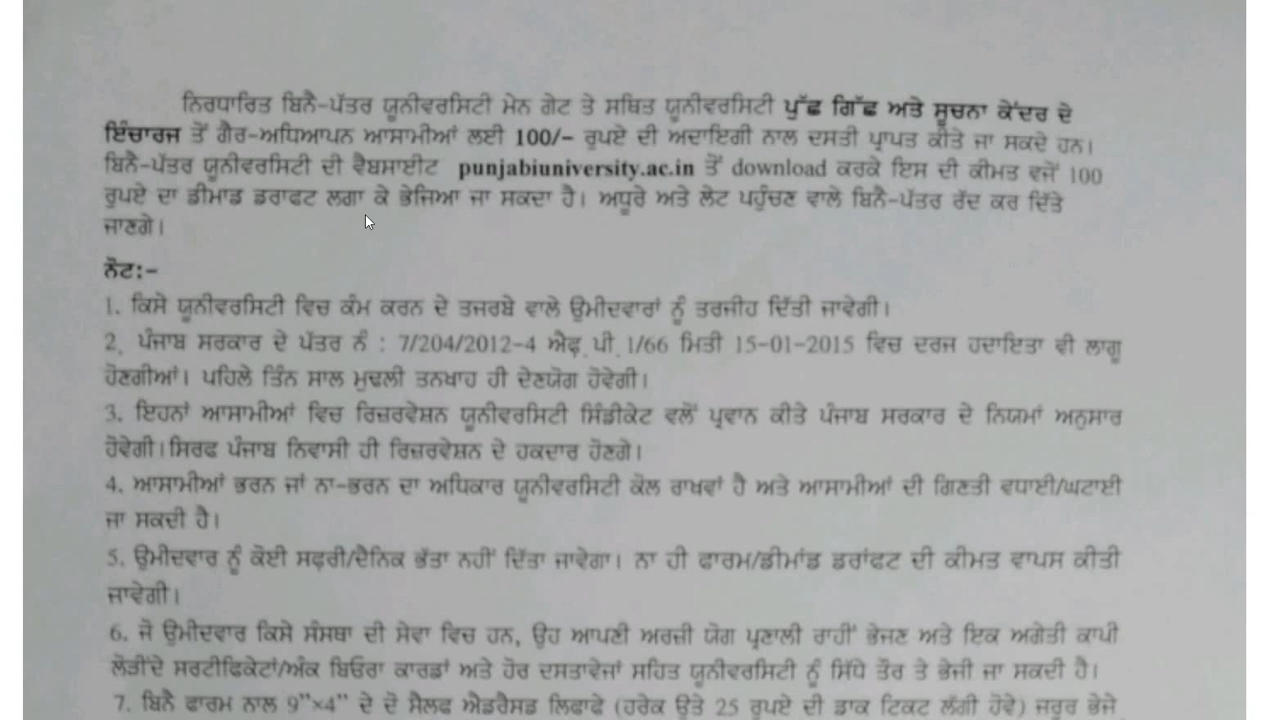 ਨਿਰਧਾਰਿਤ ਬਿਨੈ-ਪੱਤਰ ਯੂਨੀਵਰਸਿਟੀ ਮੇਨ ਗੇਟ ਤੇ ਸਥਿਤ ਯੂਨੀਵਰਸਿਟੀ ਪੁੱਛ ਗਿੱਛ ਅਤੇ ਸੂਚਨਾ ਕੇਂਦਰ ਦੇ
ਇੰਚਾਰਜ ਤੋਂ ਗੈਰ-ਅਧਿਆਪਨ ਆਸਾਮੀਆਂ ਲਈ 100/- ਰੁਪਏ ਦੀ ਅਦਾਇਗੀ ਨਾਲ ਦਸਤੀ ਪ੍ਰਾਪਤ ਕੀਤੇ ਜਾ ਸਕਦੇ ਹਨ।
ਬਿਨੈ-ਪੱਤਰ ਯੂਨੀਵਰਸਿਟੀ ਦੀ ਵੈਬਸਾਈਟ punjabiuniversity.ac.in ਤੋਂ download ਕਰਕੇ ਇਸ ਦੀ ਕੀਮਤ ਵਜੋਂ 100
ਰੁਪਏ ਦਾ ਡੀਮਾਡ ਡਰਾਫਟ ਲਗਾ ਕੇ ਭੇਜਿਆ ਜਾ ਸਕਦਾ ਹੈ। ਅਧੂਰੇ ਅਤੇ ਲੇਟ ਪਹੁੰਚਣ ਵਾਲੇ ਬਿਨੈ-ਪੱਤਰ ਰੱਦ ਕਰ ਦਿੱਤੇ
ਜਾਣਗੇ।
ਨੋਟ:-
1. ਕਿਸੇ ਯੂਨੀਵਰਸਿਟੀ ਵਿਚ ਕੰਮ ਕਰਨ ਦੇ ਤਜਰਬੇ ਵਾਲੇ ਉਮੀਦਵਾਰਾਂ ਨੂੰ ਤਰਜੀਹ ਦਿੱਤੀ ਜਾਵੇਗੀ।
2. ਪੰਜਾਬ ਸਰਕਾਰ ਦੇ ਪੱਤਰ ਨੰ : 7/204/2012-4 ਐਫ਼.ਪੀ.1/66 ਮਿਤੀ 15-01-2015 ਵਿਚ ਦਰਜ ਹਦਾਇਤਾ ਵੀ ਲਾਗੂ
ਹੋਣਗੀਆਂ। ਪਹਿਲੇ ਤਿੰਨ ਸਾਲ ਮੁਢਲੀ ਤਨਖਾਹ ਹੀ ਦੇਣਯੋਗ ਹੋਵੇਗੀ।
3. ਇਹਨਾਂ ਆਸਾਮੀਆਂ ਵਿਚ ਰਿਜ਼ਰਵੇਸ਼ਨ ਯੂਨੀਵਰਸਿਟੀ ਸਿੰਡੀਕੇਟ ਵਲੋਂ ਪ੍ਰਵਾਨ ਕੀਤੇ ਪੰਜਾਬ ਸਰਕਾਰ ਦੇ ਨਿਯਮਾਂ ਅਨੁਸਾਰ
ਹੋਵੇਗੀ।ਸਿਰਫ ਪੰਜਾਬ ਨਿਵਾਸੀ ਹੀ ਰਿਜ਼ਰਵੇਸ਼ਨ ਦੇ ਹਕਦਾਰ ਹੋਣਗੇ।
4. ਆਸਾਮੀਆਂ ਭਰਨ ਜਾਂ ਨਾ-ਭਰਨ ਦਾ ਅਧਿਕਾਰ ਯੂਨੀਵਰਸਿਟੀ ਕੋਲ ਰਾਖਵਾਂ ਹੈ ਅਤੇ ਆਸਾਮੀਆਂ ਦੀ ਗਿਣਤੀ ਵਧਾਈ/ਘਟਾਈ
ਜਾ ਸਕਦੀ ਹੈ।
5. ਉਮੀਦਵਾਰ ਨੂੰ ਕੋਈ ਸਫ਼ਰੀ/ਦੈਨਿਕ ਭੱਤਾ ਨਹੀਂ ਦਿੱਤਾ ਜਾਵੇਗਾ। ਨਾ ਹੀ ਫਾਰਮ/ਡੀਮਾਂਡ ਡਰਾਂਫਟ ਦੀ ਕੀਮਤ ਵਾਪਸ ਕੀਤੀ
ਜਾਵੇਗੀ।
6. ਜੋ ਉਮੀਦਵਾਰ ਕਿਸੇ ਸੰਸਥਾ ਦੀ ਸੇਵਾ ਵਿਚ ਹਨ, ਉਹ ਆਪਣੀ ਅਰਜ਼ੀ ਯੋਗ ਪ੍ਰਣਾਲੀ ਰਾਹੀਂ ਭੇਜਣ ਅਤੇ ਇਕ ਅਗੇਤੀ ਕਾਪੀ
ਲੋੜੀਂਦੇ ਸਰਟੀਫਿਕੇਟਾਂ/ਅੰਕ ਬਿਓਰਾ ਕਾਰਡਾਂ ਅਤੇ ਹੋਰ ਦਸਤਾਵੇਜਾਂ ਸਹਿਤ ਯੂਨੀਵਰਸਿਟੀ ਨੂੰ ਸਿੱਧੇ ਤੌਰ ਤੇ ਭੇਜੀ ਜਾ ਸਕਦੀ ਹੈ।
7. ਬਿਨੈ ਫਾਰਮ ਨਾਲ 9”×4” ਦੇ ਦੋ ਸੈਲਫ ਐਡਰੈਸਡ ਲਿਫਾਫੇ (ਹਰੇਕ ਉਤੇ 25 ਰੁਪਏ ਦੀ ਡਾਕ ਟਿਕਟ ਲੱਗੀ ਹੋਵੇ) ਜਰੂਰ ਭੇਜੇ